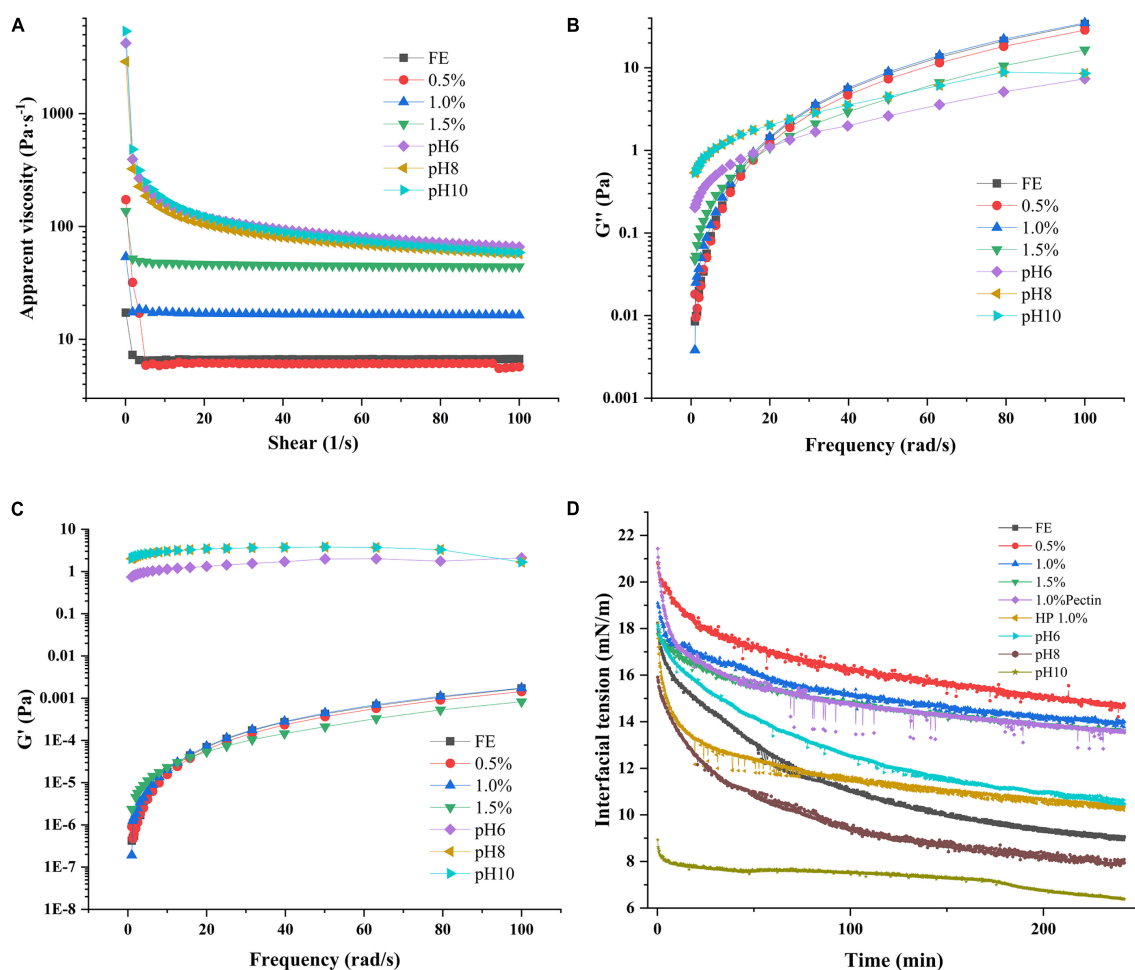 A
Apparent viscosity (Pa·s⁻¹)
1000
100
10
0
20
40
60
80
100
Shear (1/s)
FE
0.5%
1.0%
1.5%
pH6
pH8
pH10
B
G'' (Pa)
10
1
0.1
0.01
0.001
0
20
40
60
80
100
Frequency (rad/s)
FE
0.5%
1.0%
1.5%
pH6
pH8
pH10
C
G' (Pa)
10
1
0.1
0.01
0.001
1E-4
1E-5
1E-6
1E-7
1E-8
0
20
40
60
80
100
Frequency (rad/s)
FE
0.5%
1.0%
1.5%
pH6
pH8
pH10
D
Interfacial tension (mN/m)
22
20
18
16
14
12
10
8
6
0
100
200
Time (min)
FE
0.5%
1.0%
1.5%
1.0%Pectin
HP 1.0%
pH6
pH8
pH10